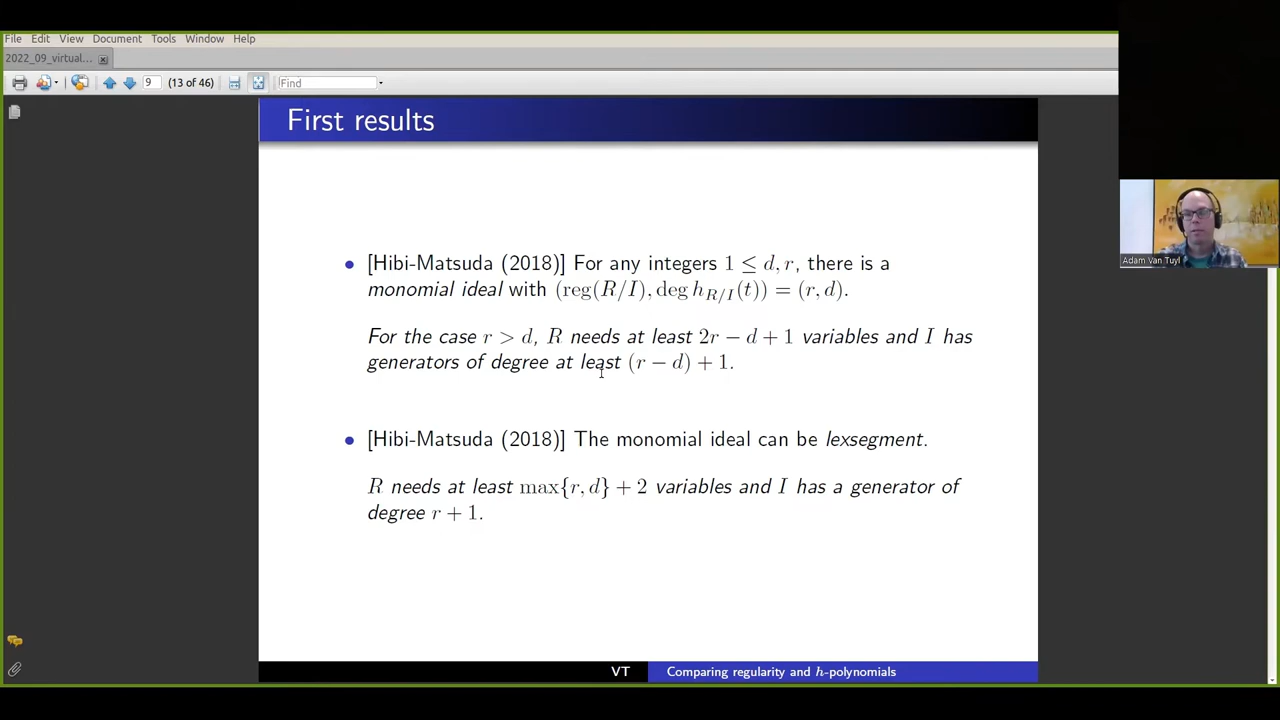 File Edit View Document Tools Window Help
2022_09_virtual...
9 (13 of 46) Find
First results
• [Hibi-Matsuda (2018)] For any integers 1 ≤ d, r, there is a
monomial ideal with (reg(R/I), deg h_{R/I}(t)) = (r, d).
For the case r > d, R needs at least 2r − d + 1 variables and I has
generators of degree at least (r − d) + 1.
• [Hibi-Matsuda (2018)] The monomial ideal can be lexsegment.
R needs at least max{r, d} + 2 variables and I has a generator of
degree r + 1.
VT Comparing regularity and h-polynomials
Adam Van Tuyl